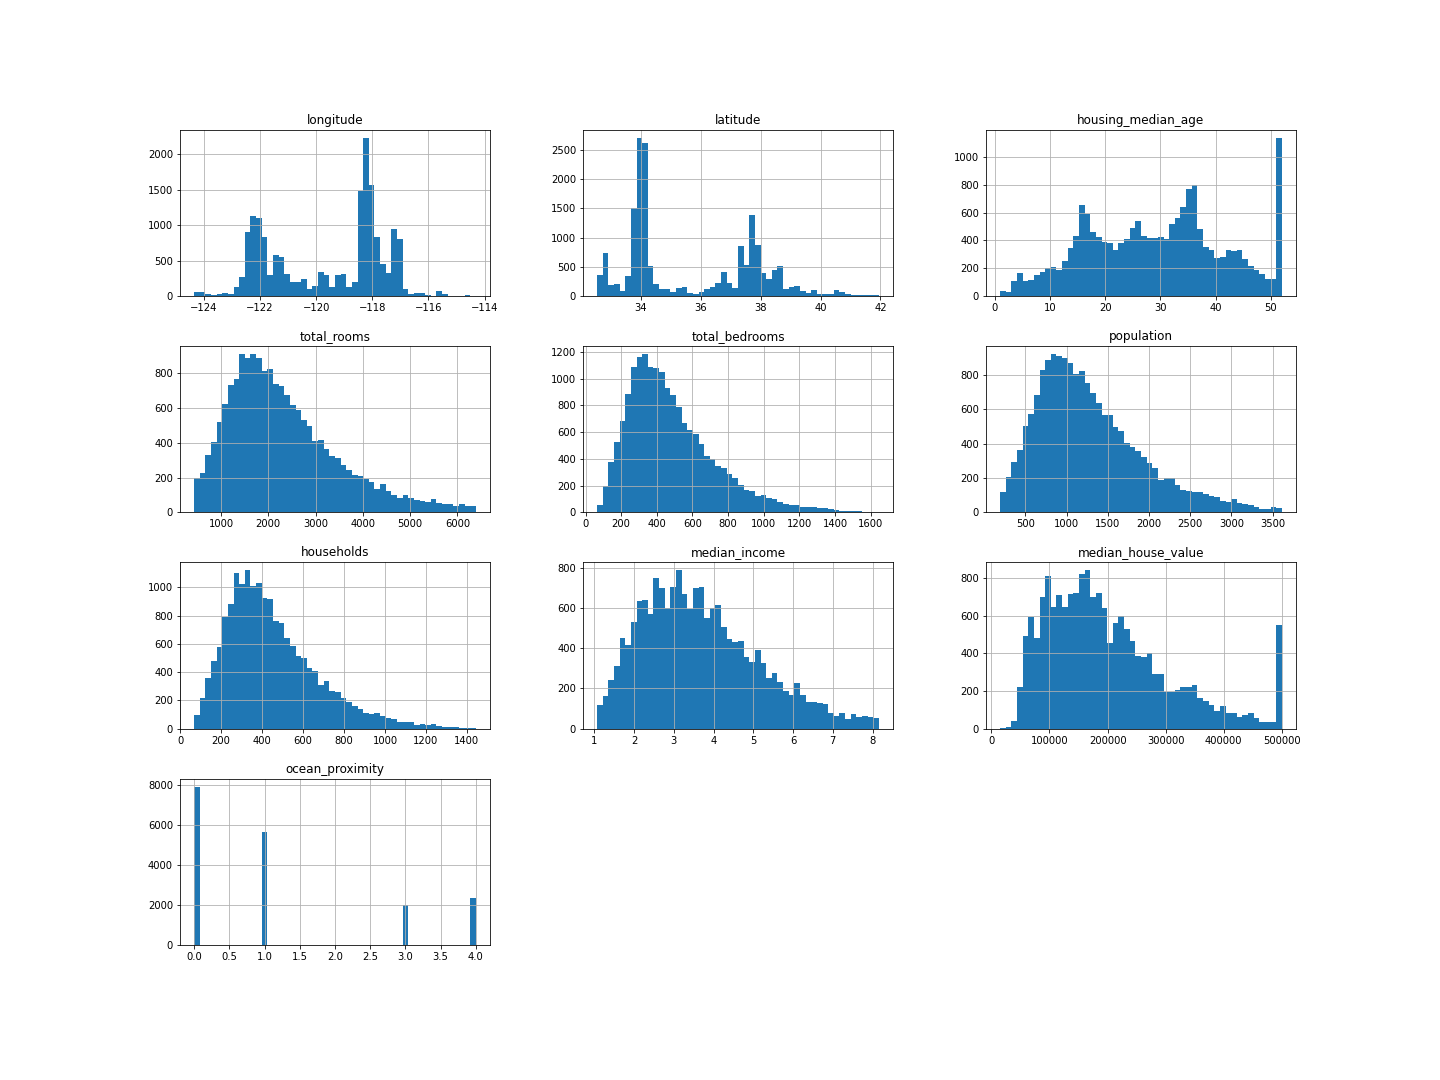 longitude
2000
1500
1000
500
0
−124 −122 −120 −118 −116 −114
latitude
2500
2000
1500
1000
500
0
34 36 38 40 42
housing_median_age
1000
800
600
400
200
0
0 10 20 30 40 50
total_rooms
800
600
400
200
0
1000 2000 3000 4000 5000 6000
total_bedrooms
1200
1000
800
600
400
200
0
0 200 400 600 800 1000 1200 1400 1600
population
800
600
400
200
0
500 1000 1500 2000 2500 3000 3500
households
1000
800
600
400
200
0
0 200 400 600 800 1000 1200 1400
median_income
800
600
400
200
0
1 2 3 4 5 6 7 8
median_house_value
800
600
400
200
0
0 100000 200000 300000 400000 500000
ocean_proximity
8000
6000
4000
2000
0
0.0 0.5 1.0 1.5 2.0 2.5 3.0 3.5 4.0